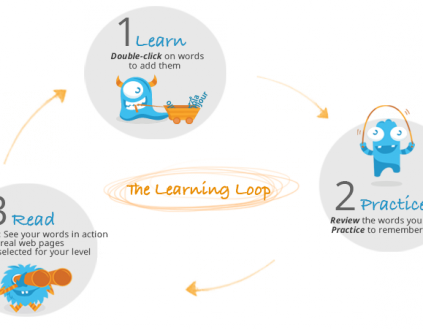 1 Learn
Double-click on words
to add them
The Learning Loop
2 Practice
Review the words you
Practice to remember
3 Read
: See your words in action
real web pages
selected for your level